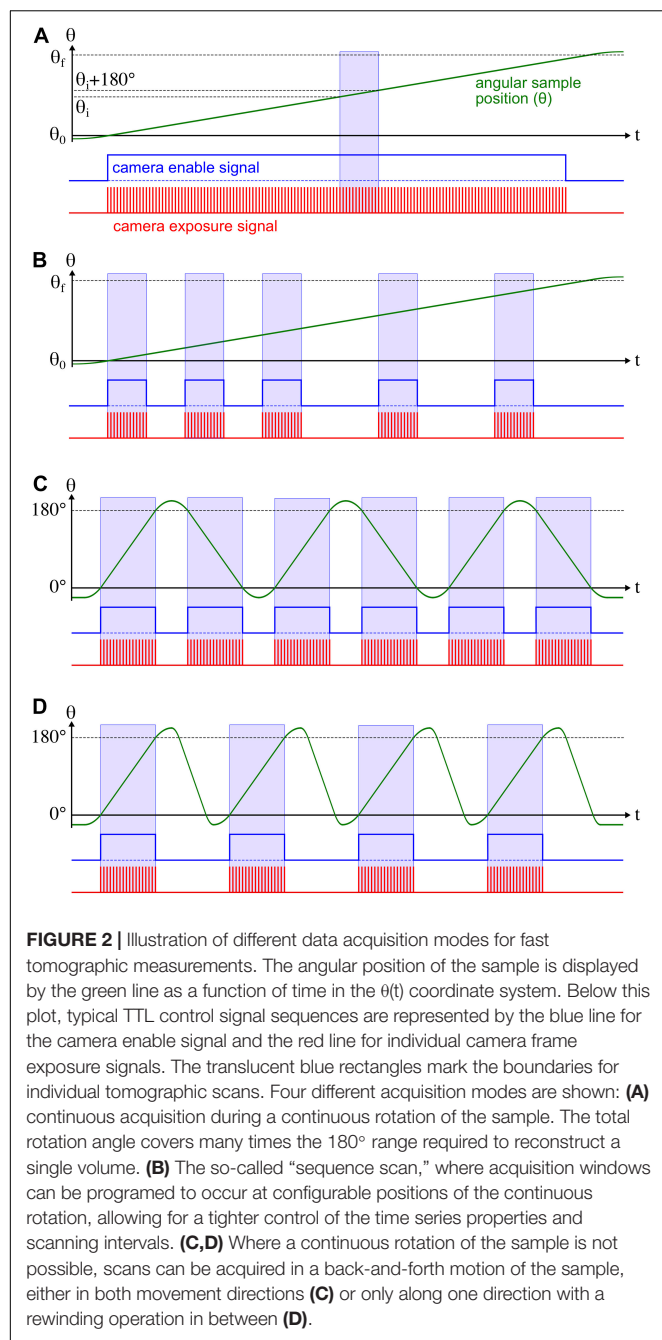 A
θ
θf
θi+180°
θi
θ0
angular sample
position (θ)
t
camera enable signal
camera exposure signal
B
θ
θf
θ0
t
C
θ
180°
0°
t
D
θ
180°
0°
t
FIGURE 2 | Illustration of different data acquisition modes for fast
tomographic measurements. The angular position of the sample is displayed
by the green line as a function of time in the θ(t) coordinate system. Below this
plot, typical TTL control signal sequences are represented by the blue line for
the camera enable signal and the red line for individual camera frame
exposure signals. The translucent blue rectangles mark the boundaries for
individual tomographic scans. Four different acquisition modes are shown: (A)
continuous acquisition during a continuous rotation of the sample. The total
rotation angle covers many times the 180° range required to reconstruct a
single volume. (B) The so-called “sequence scan,” where acquisition windows
can be programed to occur at configurable positions of the continuous
rotation, allowing for a tighter control of the time series properties and
scanning intervals. (C,D) Where a continuous rotation of the sample is not
possible, scans can be acquired in a back-and-forth motion of the sample,
either in both movement directions (C) or only along one direction with a
rewinding operation in between (D).